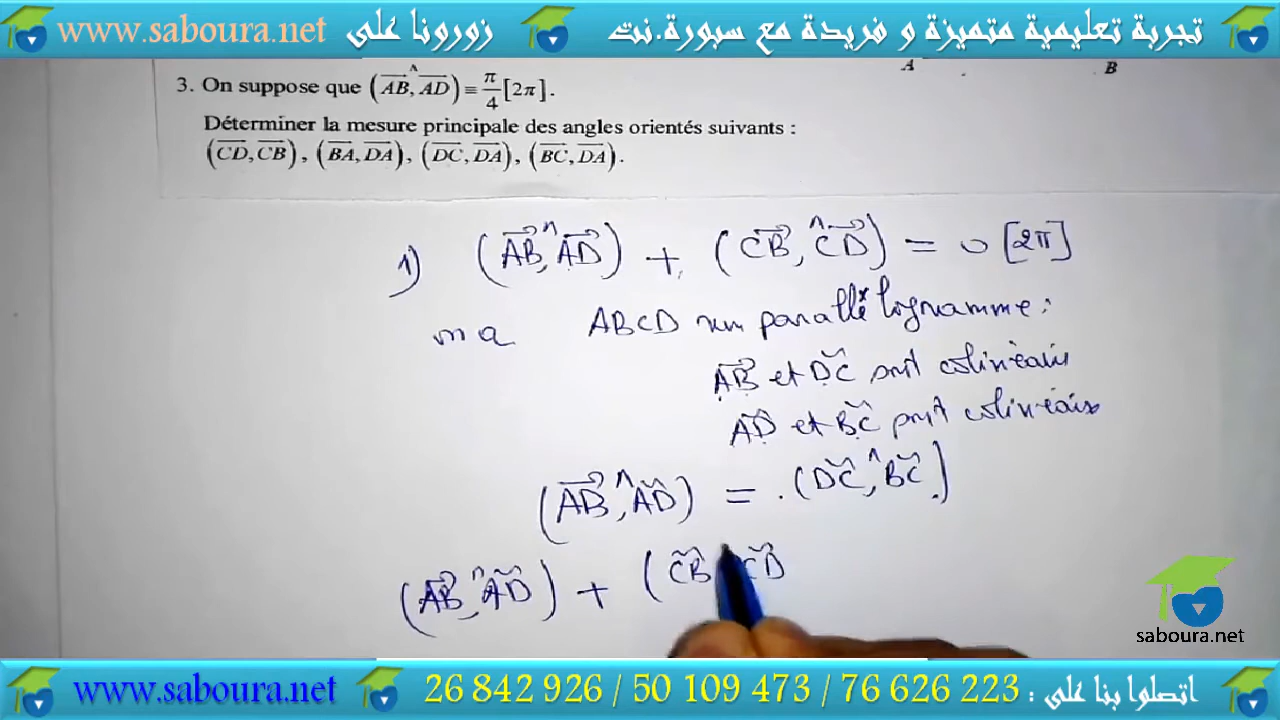 www.saboura.net زورونا على
تجربة تعليمية متميزة و فريدة مع سبورة.نت
A B
3. On suppose que (AB, AD) ≡ π/4 [2π].
Déterminer la mesure principale des angles orientés suivants :
(CD, CB), (BA, DA), (DC, DA), (BC, DA).
1) (AB, AD) + (CB, CD) = 0 [2π]
ABCD un parallélogramme :
AB et DC sont colinéaires
AD et BC sont colinéaires
(AB, AD) = (DC, BC)
(AB, AD) + (CB CD
saboura.net
www.saboura.net 26 842 926 / 50 109 473 / 76 626 223 : اتصلوا بنا على